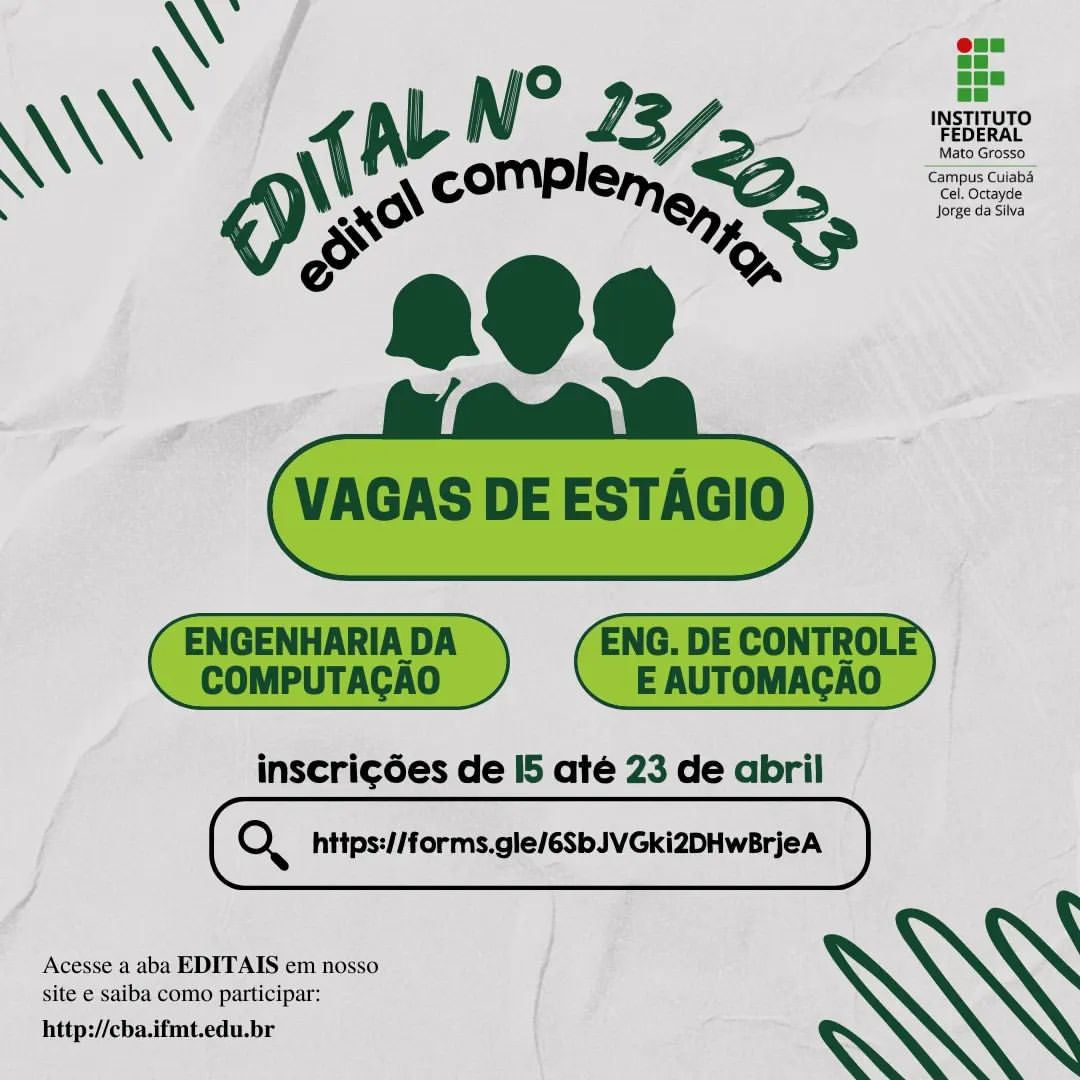 EDITAL Nº 13/2023
edital complementar
INSTITUTO
FEDERAL
Mato Grosso
Campus Cuiabá
Cel. Octayde
Jorge da Silva
VAGAS DE ESTÁGIO
ENGENHARIA DA
COMPUTAÇÃO
ENG. DE CONTROLE
E AUTOMAÇÃO
inscrições de 15 até 23 de abril
https://forms.gle/6SbJVGki2DHwBrjeA
Acesse a aba EDITAIS em nosso
site e saiba como participar:
http://cba.ifmt.edu.br